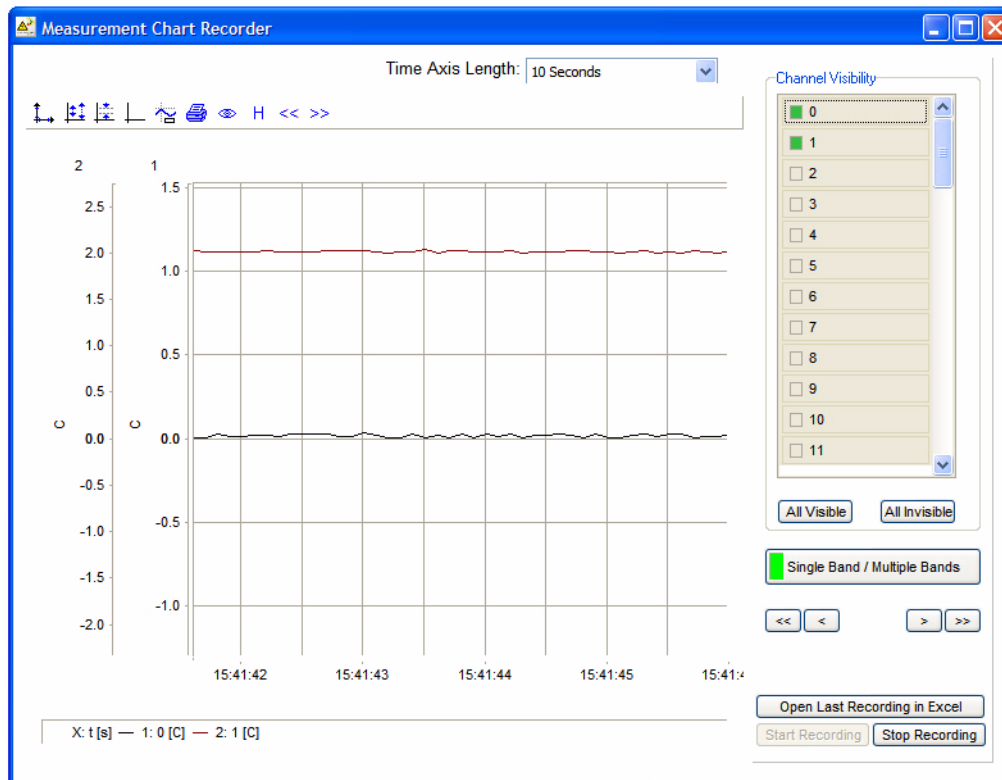 Measurement Chart Recorder
Time Axis Length: 10 Seconds
H << >>
2 1
2.5
2.0
1.5
1.0
0.5
0.0
-0.5
-1.0
-1.5
-2.0
C
1.5
1.0
0.5
0.0
-0.5
-1.0
C
15:41:42 15:41:43 15:41:44 15:41:45 15:41:4
X: t [s] — 1: 0 [C] — 2: 1 [C]
Channel Visibility
0
1
2
3
4
5
6
7
8
9
10
11
All Visible All Invisible
Single Band / Multiple Bands
<< < > >>
Open Last Recording in Excel
Start Recording Stop Recording